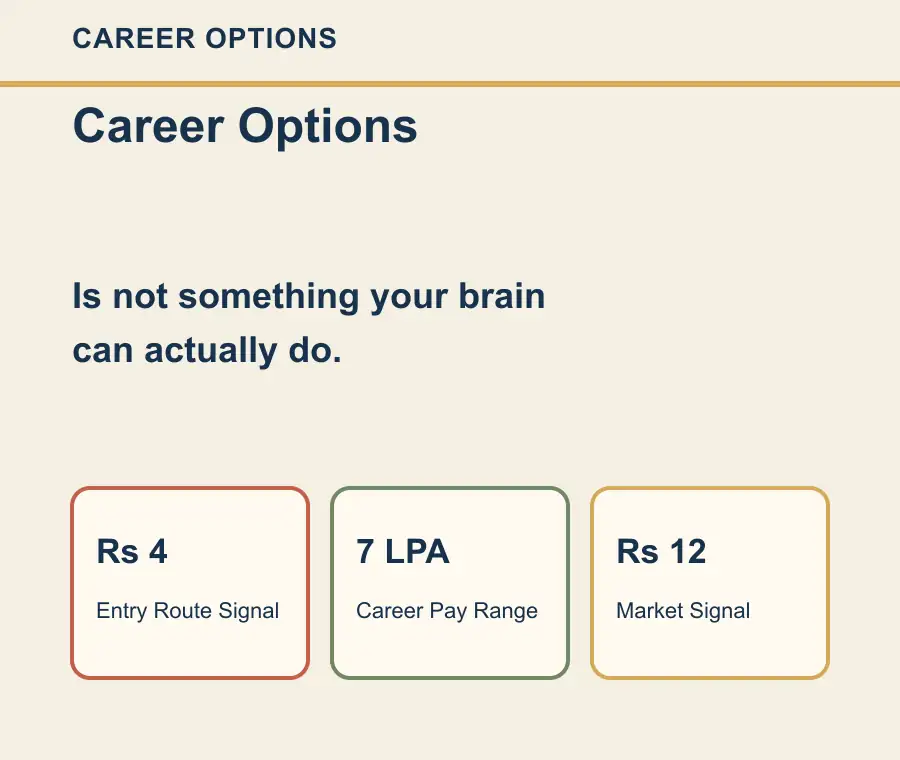 CAREER OPTIONS
Career Options
Is not something your brain
can actually do.
Rs 4
Entry Route Signal
7 LPA
Career Pay Range
Rs 12
Market Signal